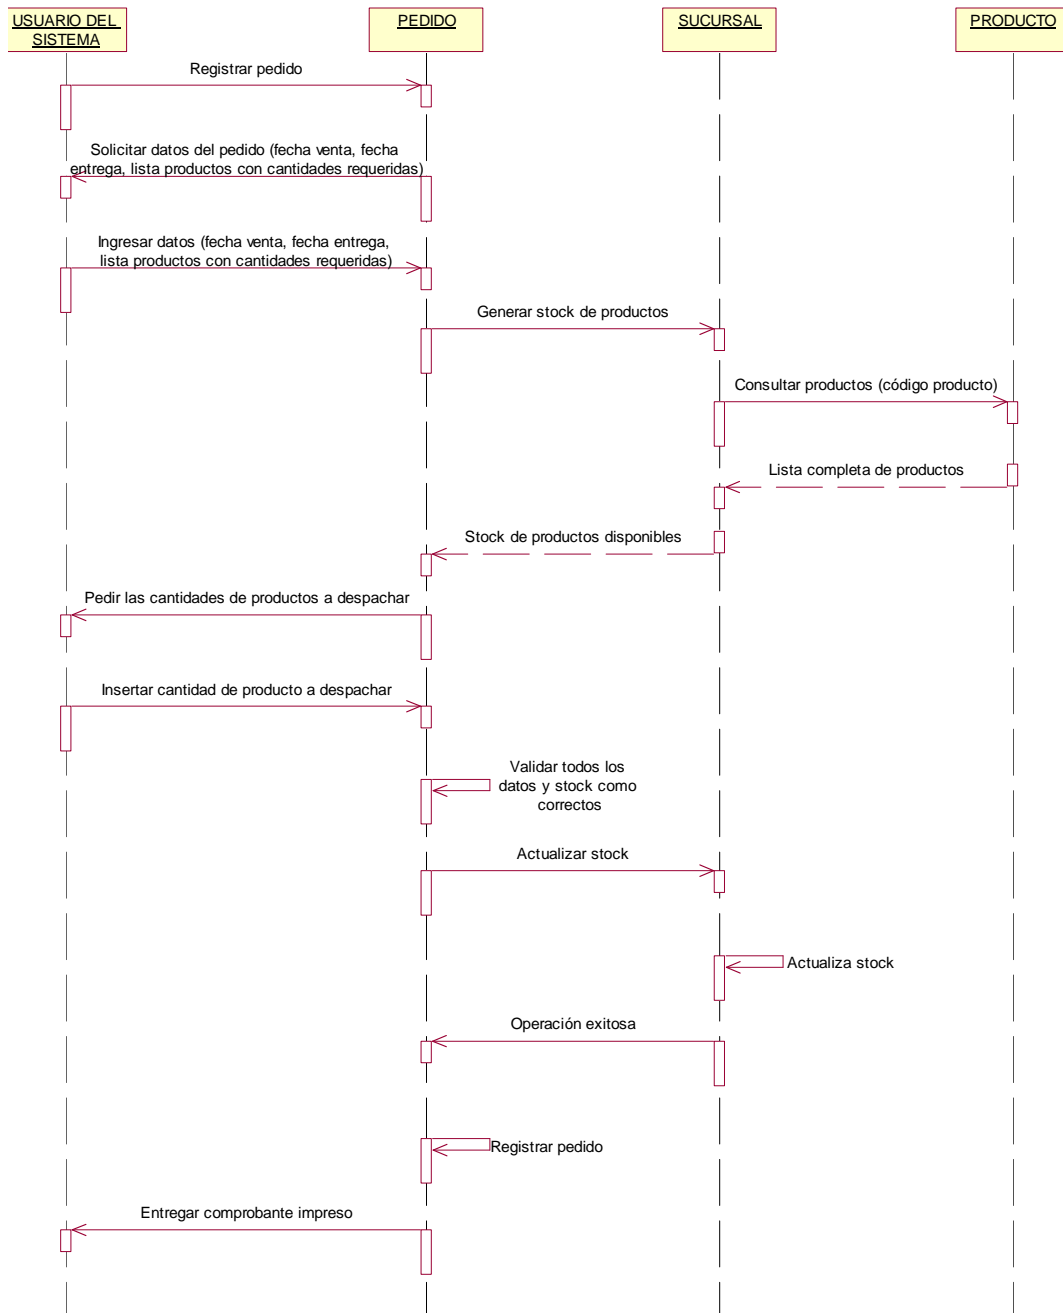 USUARIO DEL
SISTEMA
PEDIDO
SUCURSAL
PRODUCTO
Registrar pedido
Solicitar datos del pedido (fecha venta, fecha
entrega, lista productos con cantidades requeridas)
Ingresar datos (fecha venta, fecha entrega,
lista productos con cantidades requeridas)
Generar stock de productos
Consultar productos (código producto)
Lista completa de productos
Stock de productos disponibles
Pedir las cantidades de productos a despachar
Insertar cantidad de producto a despachar
Validar todos los
datos y stock como
correctos
Actualizar stock
Actualiza stock
Operación exitosa
Registrar pedido
Entregar comprobante impreso